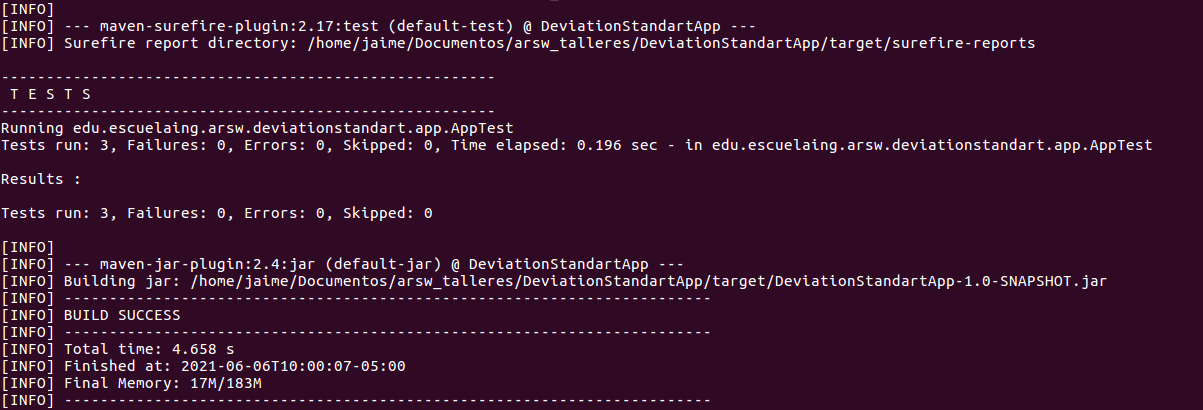 [INFO]
[INFO] --- maven-surefire-plugin:2.17:test (default-test) @ DeviationStandartApp ---
[INFO] Surefire report directory: /home/jaime/Documentos/arsw_talleres/DeviationStandartApp/target/surefire-reports

-------------------------------------------------------
 T E S T S
-------------------------------------------------------
Running edu.escuelaing.arsw.deviationstandart.app.AppTest
Tests run: 3, Failures: 0, Errors: 0, Skipped: 0, Time elapsed: 0.196 sec - in edu.escuelaing.arsw.deviationstandart.app.AppTest

Results :

Tests run: 3, Failures: 0, Errors: 0, Skipped: 0

[INFO]
[INFO] --- maven-jar-plugin:2.4:jar (default-jar) @ DeviationStandartApp ---
[INFO] Building jar: /home/jaime/Documentos/arsw_talleres/DeviationStandartApp/target/DeviationStandartApp-1.0-SNAPSHOT.jar
[INFO] ------------------------------------------------------------------------
[INFO] BUILD SUCCESS
[INFO] ------------------------------------------------------------------------
[INFO] Total time: 4.658 s
[INFO] Finished at: 2021-06-06T10:00:07-05:00
[INFO] Final Memory: 17M/183M
[INFO] ------------------------------------------------------------------------